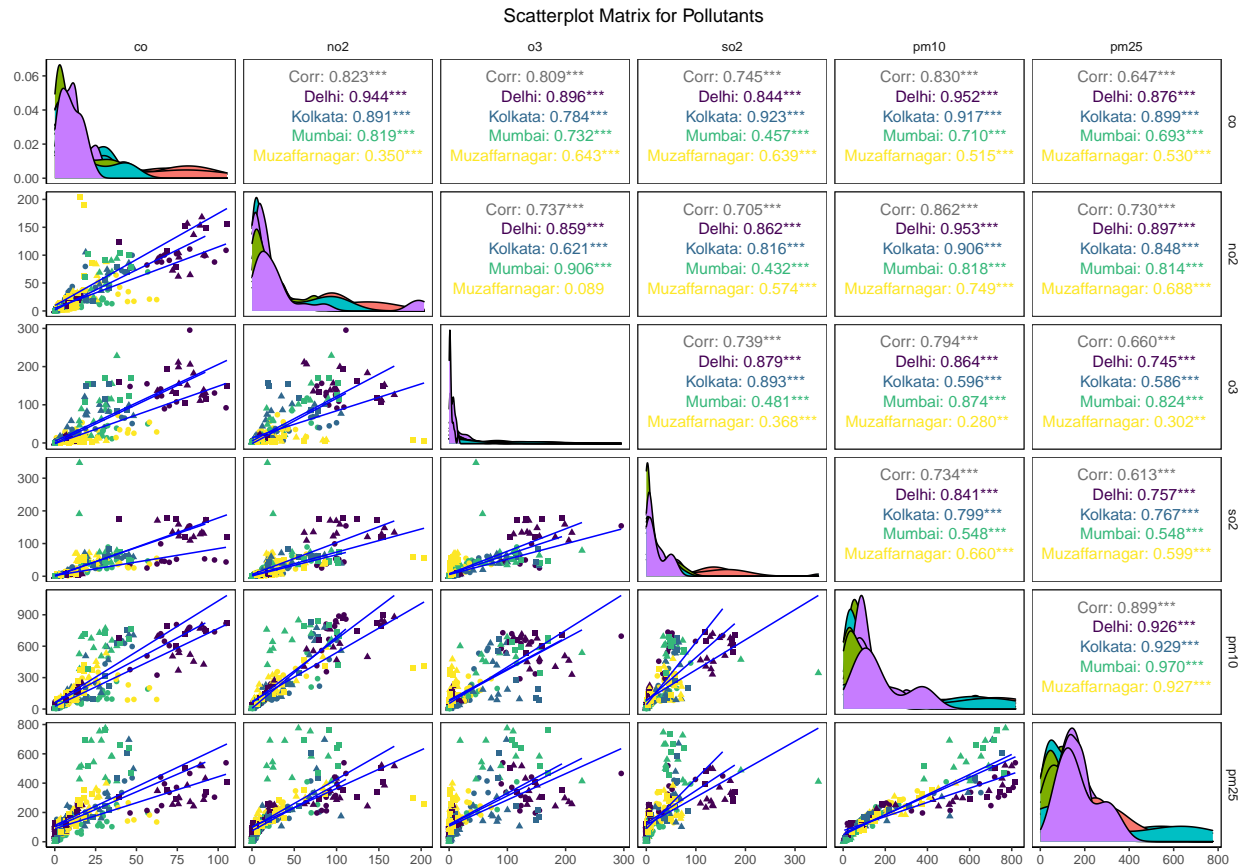 Scatterplot Matrix for Pollutants
co no2 o3 so2 pm10 pm25
0.06
0.04
0.02
0.00
Corr: 0.823***
Delhi: 0.944***
Kolkata: 0.891***
Mumbai: 0.819***
Muzaffarnagar: 0.350***
Corr: 0.809***
Delhi: 0.896***
Kolkata: 0.784***
Mumbai: 0.732***
Muzaffarnagar: 0.643***
Corr: 0.745***
Delhi: 0.844***
Kolkata: 0.923***
Mumbai: 0.457***
Muzaffarnagar: 0.639***
Corr: 0.830***
Delhi: 0.952***
Kolkata: 0.917***
Mumbai: 0.710***
Muzaffarnagar: 0.515***
Corr: 0.647***
Delhi: 0.876***
Kolkata: 0.899***
Mumbai: 0.693***
Muzaffarnagar: 0.530***
co
200
150
100
50
0
Corr: 0.737***
Delhi: 0.859***
Kolkata: 0.621***
Mumbai: 0.906***
Muzaffarnagar: 0.089
Corr: 0.705***
Delhi: 0.862***
Kolkata: 0.816***
Mumbai: 0.432***
Muzaffarnagar: 0.574***
Corr: 0.862***
Delhi: 0.953***
Kolkata: 0.906***
Mumbai: 0.818***
Muzaffarnagar: 0.749***
Corr: 0.730***
Delhi: 0.897***
Kolkata: 0.848***
Mumbai: 0.814***
Muzaffarnagar: 0.688***
no2
300
200
100
0
Corr: 0.739***
Delhi: 0.879***
Kolkata: 0.893***
Mumbai: 0.481***
Muzaffarnagar: 0.368***
Corr: 0.794***
Delhi: 0.864***
Kolkata: 0.596***
Mumbai: 0.874***
Muzaffarnagar: 0.280**
Corr: 0.660***
Delhi: 0.745***
Kolkata: 0.586***
Mumbai: 0.824***
Muzaffarnagar: 0.302**
o3
300
200
100
0
Corr: 0.734***
Delhi: 0.841***
Kolkata: 0.799***
Mumbai: 0.548***
Muzaffarnagar: 0.660***
Corr: 0.613***
Delhi: 0.757***
Kolkata: 0.767***
Mumbai: 0.548***
Muzaffarnagar: 0.599***
so2
900
600
300
0
Corr: 0.899***
Delhi: 0.926***
Kolkata: 0.929***
Mumbai: 0.970***
Muzaffarnagar: 0.927***
pm10
800
600
400
200
0
pm25
0 25 50 75 100
0 50 100 150 200
0 100 200 300
0 100 200 300
0 200 400 600 800
0 200 400 600 800